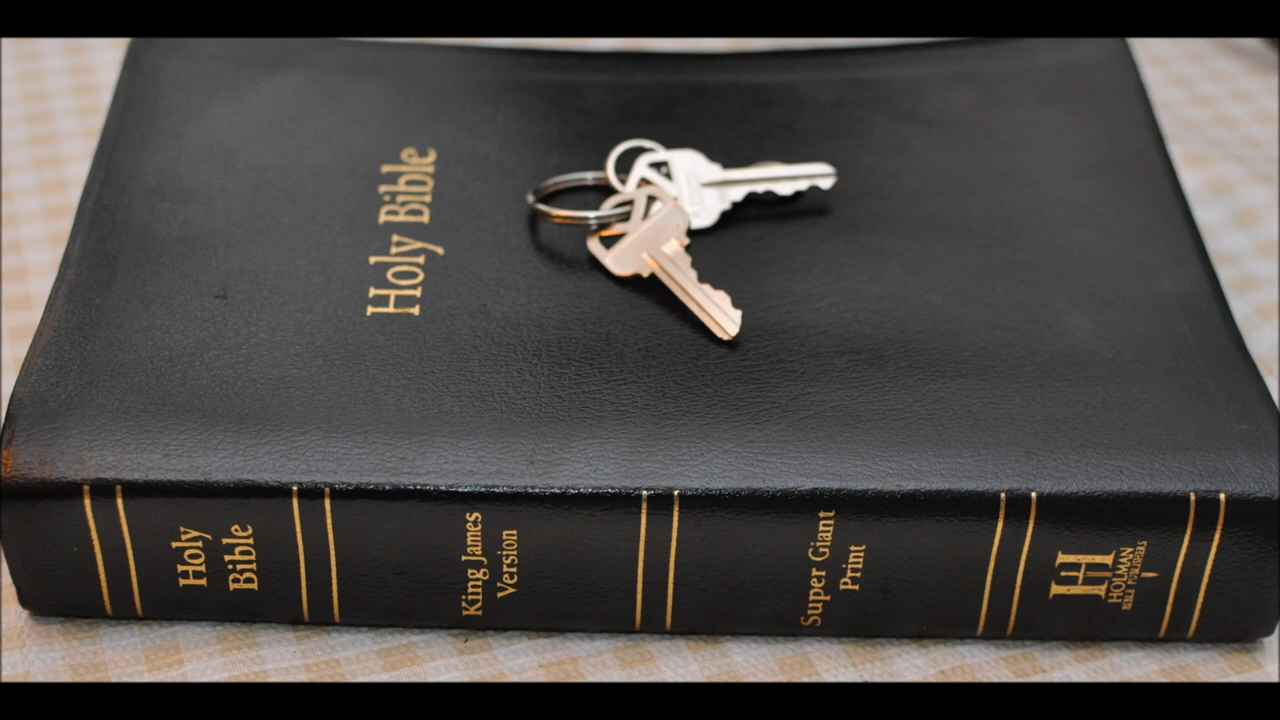 Holy Bible
Holy
Bible
King James
Version
Super Giant
Print
HOLMAN
BIBLE PUBLISHERS